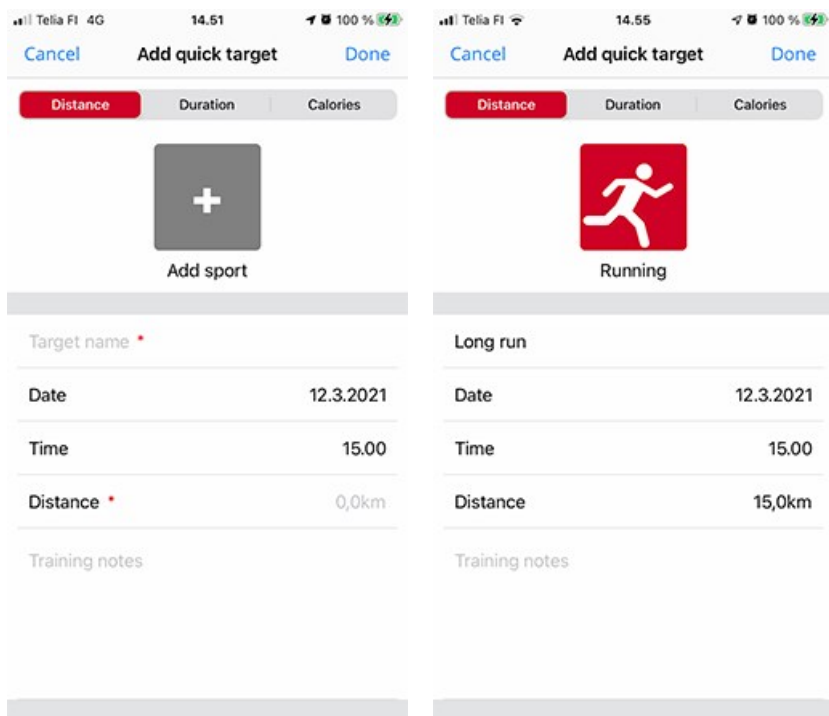 Telia FI 4G 14.51 100 %
Cancel Add quick target Done
Distance Duration Calories
+
Add sport
Target name *
Date 12.3.2021
Time 15.00
Distance * 0,0km
Training notes
Telia FI 14.55 100 %
Cancel Add quick target Done
Distance Duration Calories
Running
Long run
Date 12.3.2021
Time 15.00
Distance 15,0km
Training notes